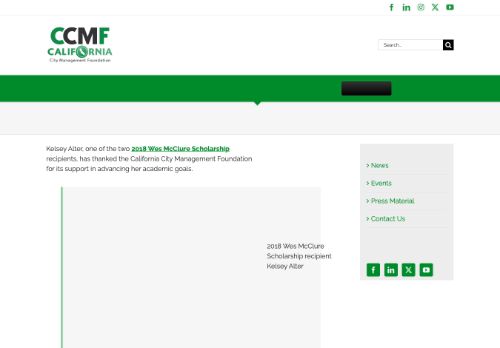 CCMF
CALIFORNIA
City Management Foundation
Search...
Kelsey Alter, one of the two 2018 Wes McClure Scholarship
recipients, has thanked the California City Management Foundation
for its support in advancing her academic goals.
2018 Wes McClure
Scholarship recipient
Kelsey Alter
> News
> Events
> Press Material
> Contact Us